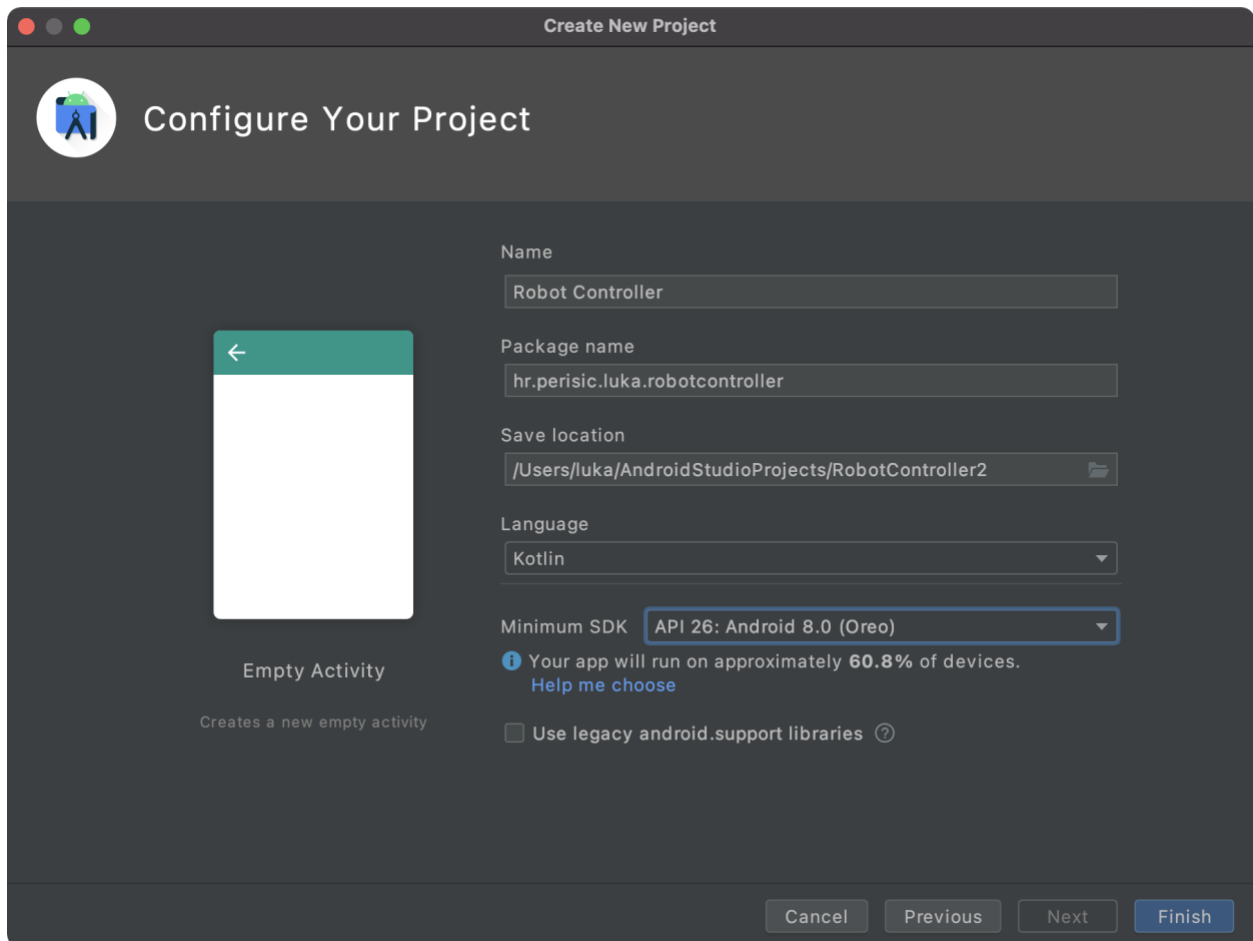 Create New Project
Configure Your Project
Name
Robot Controller
Package name
hr.perisic.luka.robotcontroller
Save location
/Users/luka/AndroidStudioProjects/RobotController2
Language
Kotlin
Minimum SDK API 26: Android 8.0 (Oreo)
Your app will run on approximately 60.8% of devices.
Help me choose
Use legacy android.support libraries ?
Empty Activity
Creates a new empty activity
Cancel Previous Next Finish